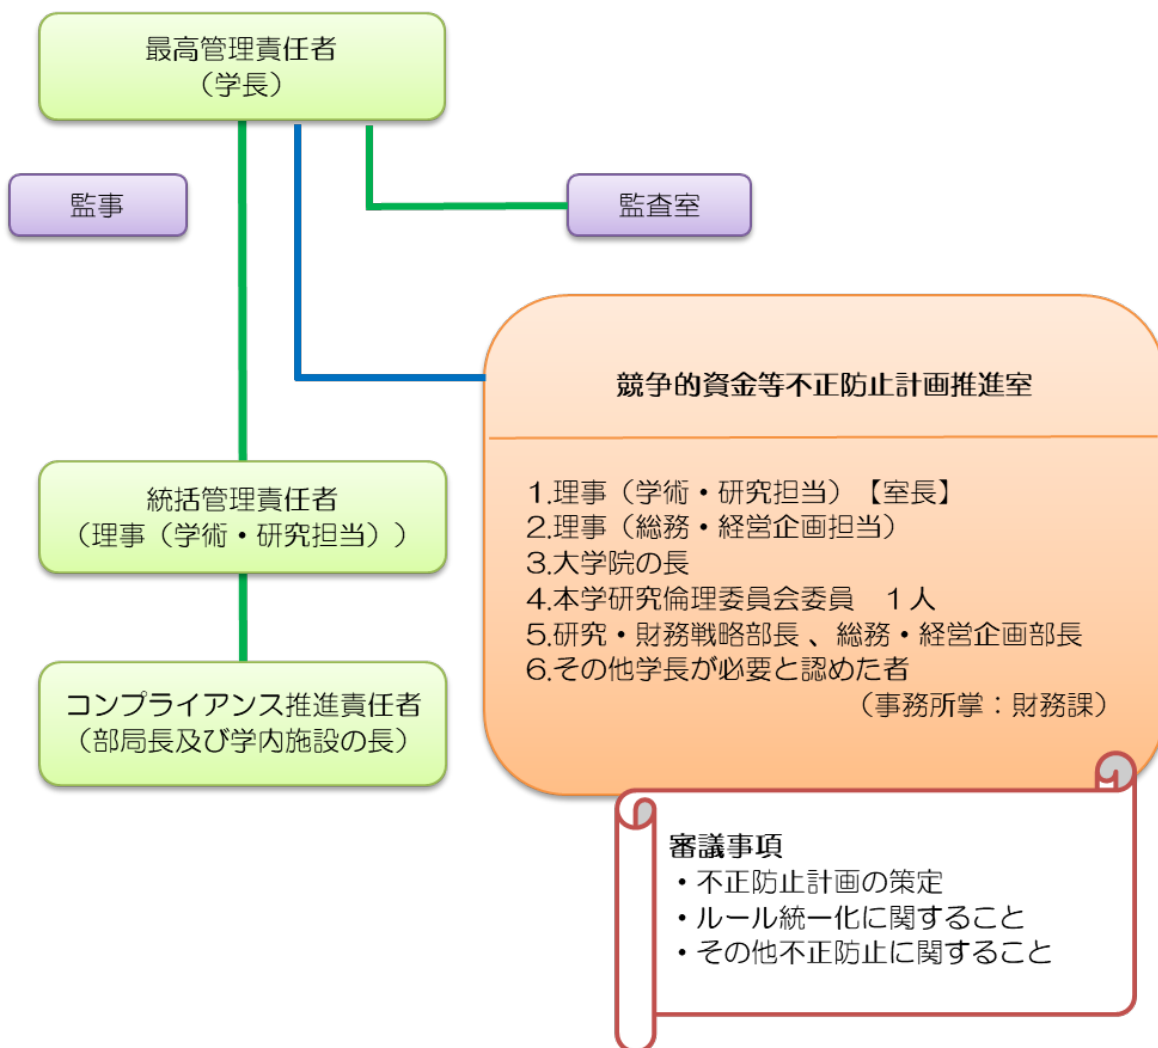 最高管理責任者
（学長）
監事
監査室
競争的資金等不正防止計画推進室
1.理事（学術・研究担当）【室長】
2.理事（総務・経営企画担当）
3.大学院の長
4.本学研究倫理委員会委員　１人
5.研究・財務戦略部長 、総務・経営企画部長
6.その他学長が必要と認めた者
（事務所掌：財務課）
統括管理責任者
（理事（学術・研究担当））
コンプライアンス推進責任者
（部局長及び学内施設の長）
審議事項
・不正防止計画の策定
・ルール統一化に関すること
・その他不正防止に関すること